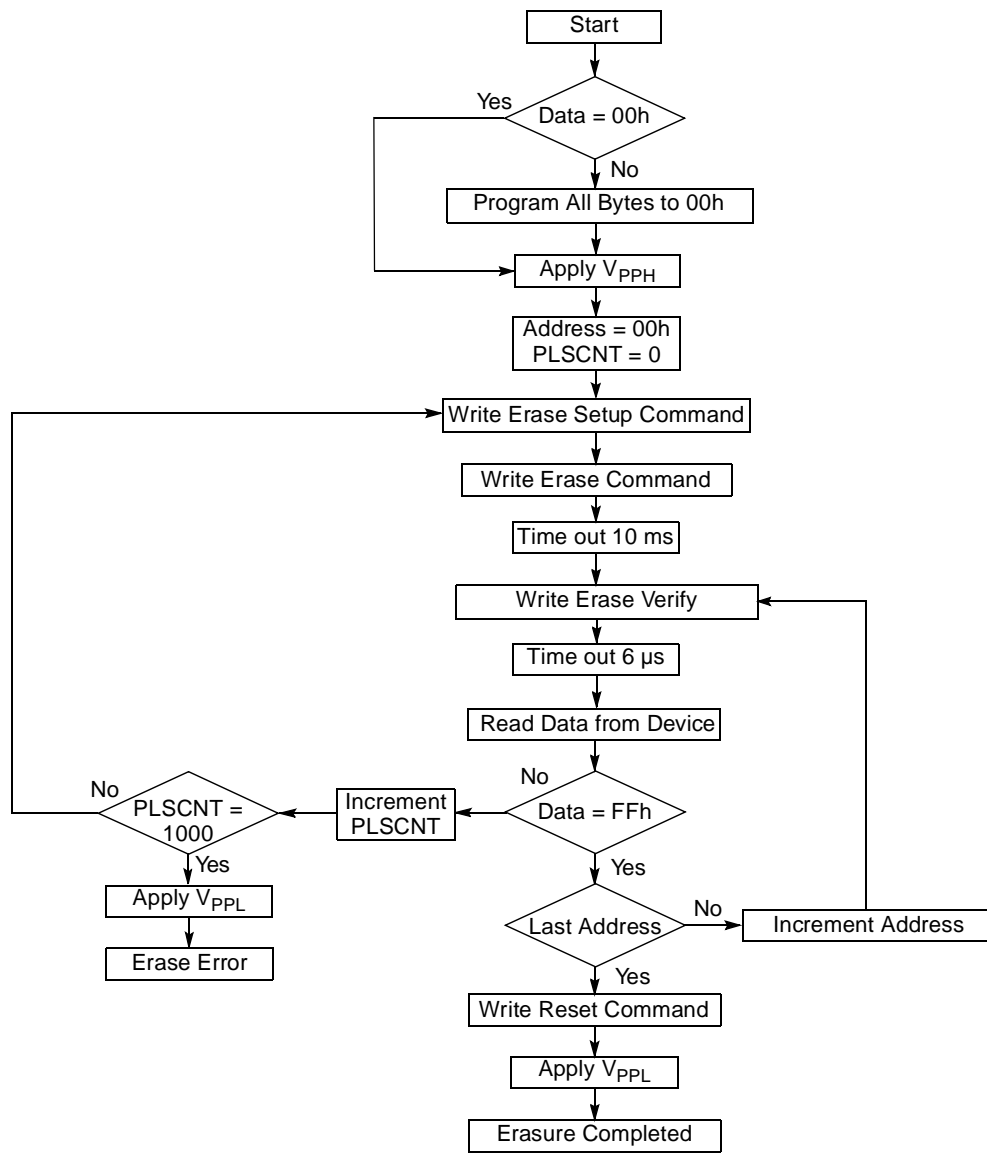 Start
Yes
Data = 00h
No
Program All Bytes to 00h
Apply VPPH
Address = 00h
PLSCNT = 0
Write Erase Setup Command
Write Erase Command
Time out 10 ms
Write Erase Verify
Time out 6 µs
Read Data from Device
No
Data = FFh
Increment
PLSCNT
No
PLSCNT =
1000
Yes
Yes
Apply VPPL
Erase Error
Last Address
No
Increment Address
Yes
Write Reset Command
Apply VPPL
Erasure Completed